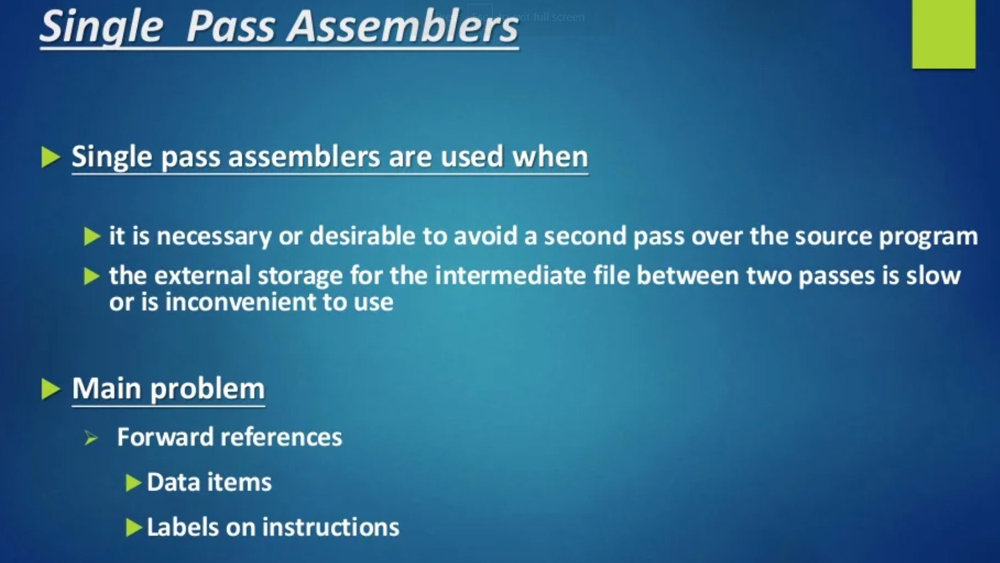 Single Pass Assemblers
Press Esc to exit full screen
Single pass assemblers are used when
it is necessary or desirable to avoid a second pass over the source program
the external storage for the intermediate file between two passes is slow
or is inconvenient to use
Main problem
Forward references
Data items
Labels on instructions